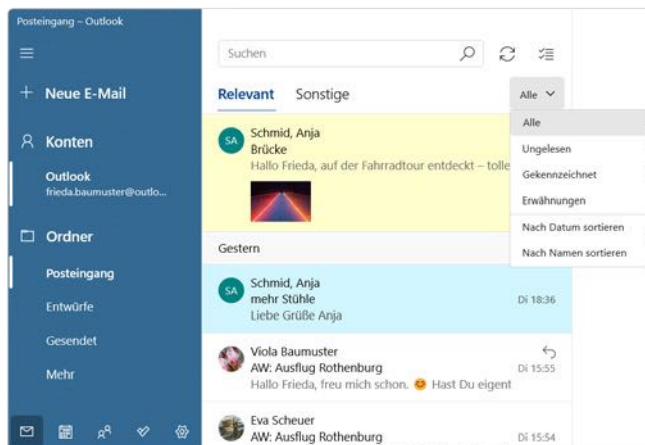 Posteingang – Outlook
Neue E-Mail
Konten
Outlook
frieda.baumuster@outlo...
Ordner
Posteingang
Entwürfe
Gesendet
Mehr
Suchen
Relevant Sonstige
Alle
Alle
Ungelesen
Gekennzeichnet
Erwähnungen
Nach Datum sortieren
Nach Namen sortieren
SA
Schmid, Anja
Brücke
Hallo Frieda, auf der Fahrradtour entdeckt – tolle
Gestern
SA
Schmid, Anja
mehr Stühle Di 18:36
Liebe Grüße Anja
Viola Baumuster
AW: Ausflug Rothenburg Di 15:55
Hallo Frieda, freu mich schon. 😊 Hast Du eigent
Eva Scheuer
AW: Ausflug Rothenburg Di 15:54